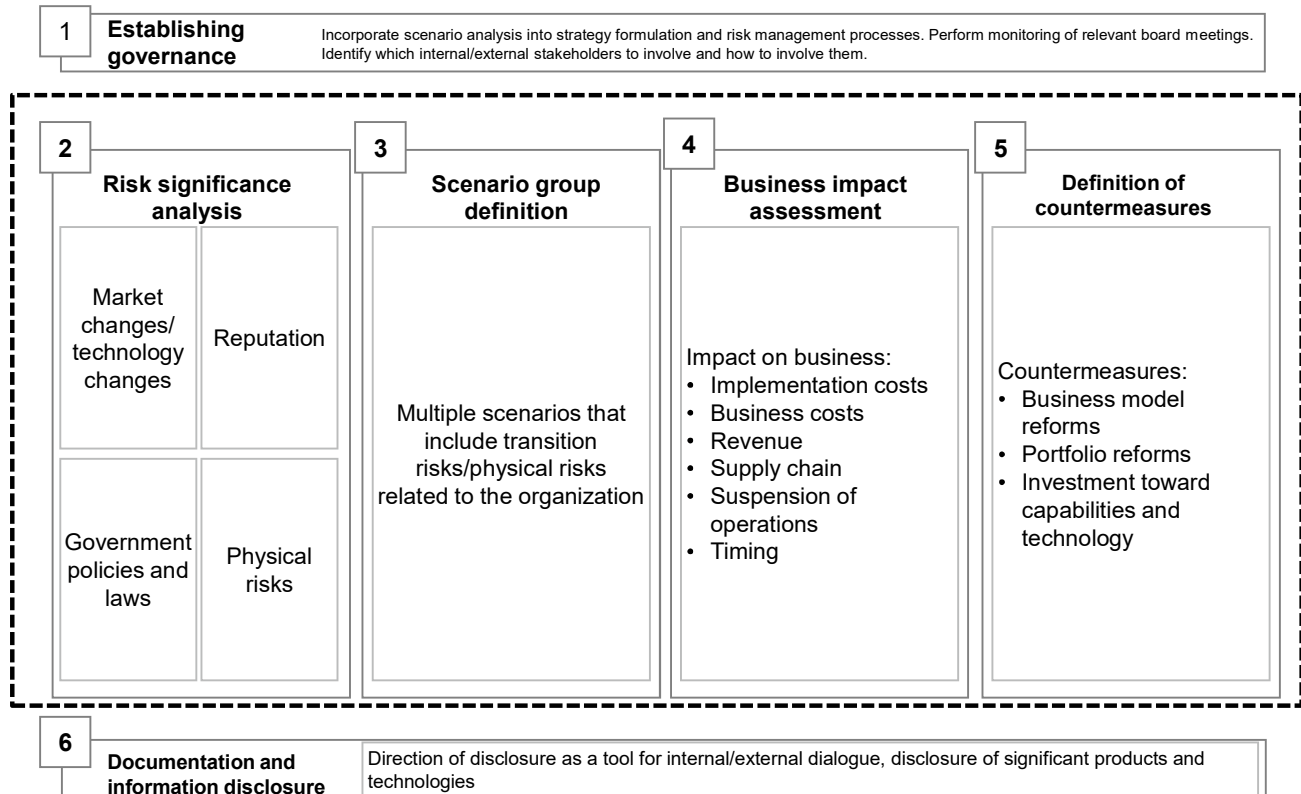 1
Establishing
governance
Incorporate scenario analysis into strategy formulation and risk management processes. Perform monitoring of relevant board meetings.
Identify which internal/external stakeholders to involve and how to involve them.
2
Risk significance
analysis
Market
changes/
technology
changes
Reputation
Government
policies and
laws
Physical
risks
3
Scenario group
definition
Multiple scenarios that
include transition
risks/physical risks
related to the organization
4
Business impact
assessment
Impact on business:
• Implementation costs
• Business costs
• Revenue
• Supply chain
• Suspension of
operations
• Timing
5
Definition of
countermeasures
Countermeasures:
• Business model
reforms
• Portfolio reforms
• Investment toward
capabilities and
technology
6
Documentation and
information disclosure
Direction of disclosure as a tool for internal/external dialogue, disclosure of significant products and
technologies